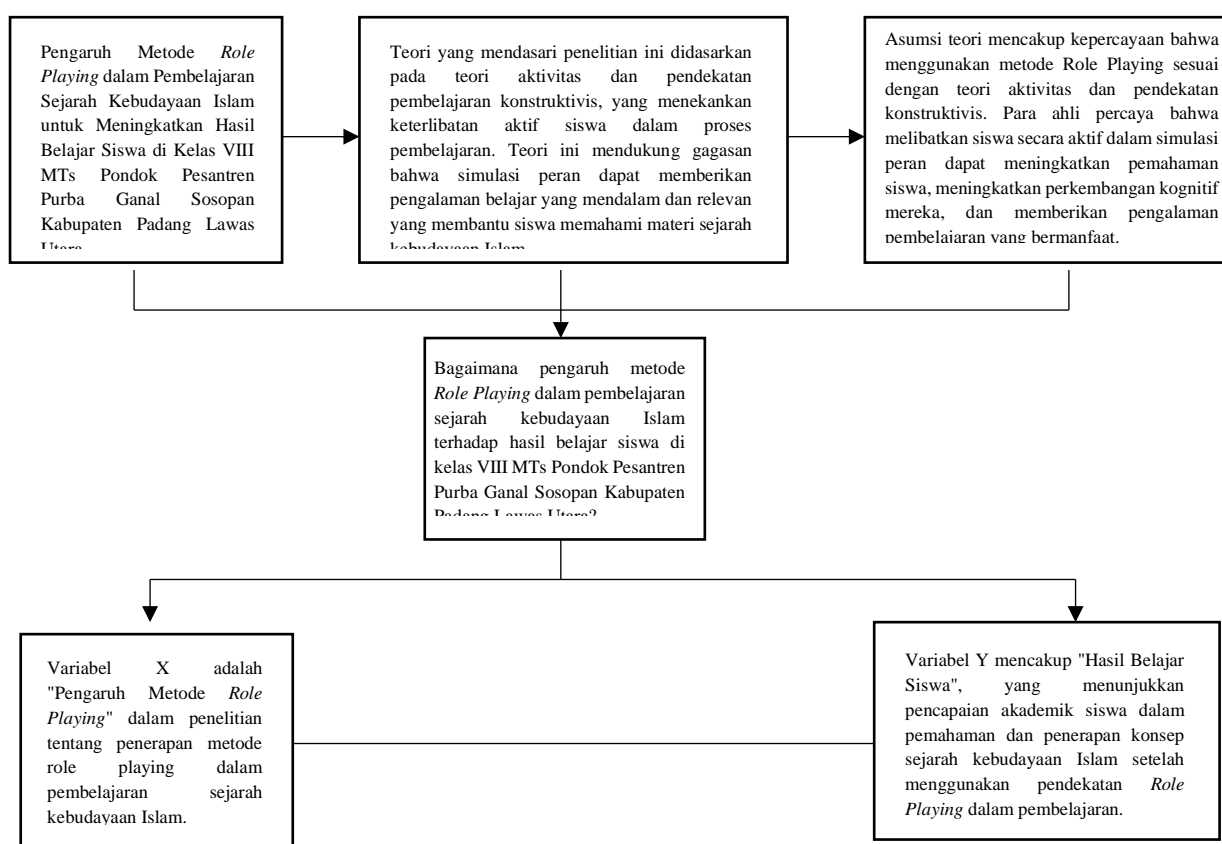 Pengaruh Metode Role
Playing dalam Pembelajaran
Sejarah Kebudayaan Islam
untuk Meningkatkan Hasil
Belajar Siswa di Kelas VIII
MTs Pondok Pesantren
Purba Ganal Sosopan
Kabupaten Padang Lawas
Utara
Teori yang mendasari penelitian ini didasarkan
pada teori aktivitas dan pendekatan
pembelajaran konstruktivis, yang menekankan
keterlibatan aktif siswa dalam proses
pembelajaran. Teori ini mendukung gagasan
bahwa simulasi peran dapat memberikan
pengalaman belajar yang mendalam dan relevan
yang membantu siswa memahami materi sejarah
kebudayaan Islam
Asumsi teori mencakup kepercayaan bahwa
menggunakan metode Role Playing sesuai
dengan teori aktivitas dan pendekatan
konstruktivis. Para ahli percaya bahwa
melibatkan siswa secara aktif dalam simulasi
peran dapat meningkatkan pemahaman
siswa, meningkatkan perkembangan kognitif
mereka, dan memberikan pengalaman
pembelajaran yang bermanfaat.
Bagaimana pengaruh metode
Role Playing dalam pembelajaran
sejarah kebudayaan Islam
terhadap hasil belajar siswa di
kelas VIII MTs Pondok Pesantren
Purba Ganal Sosopan Kabupaten
Padang Lawas Utara?
Variabel X adalah
"Pengaruh Metode Role
Playing" dalam penelitian
tentang penerapan metode
role playing dalam
pembelajaran sejarah
kebudayaan Islam.
Variabel Y mencakup "Hasil Belajar
Siswa", yang menunjukkan
pencapaian akademik siswa dalam
pemahaman dan penerapan konsep
sejarah kebudayaan Islam setelah
menggunakan pendekatan Role
Playing dalam pembelajaran.